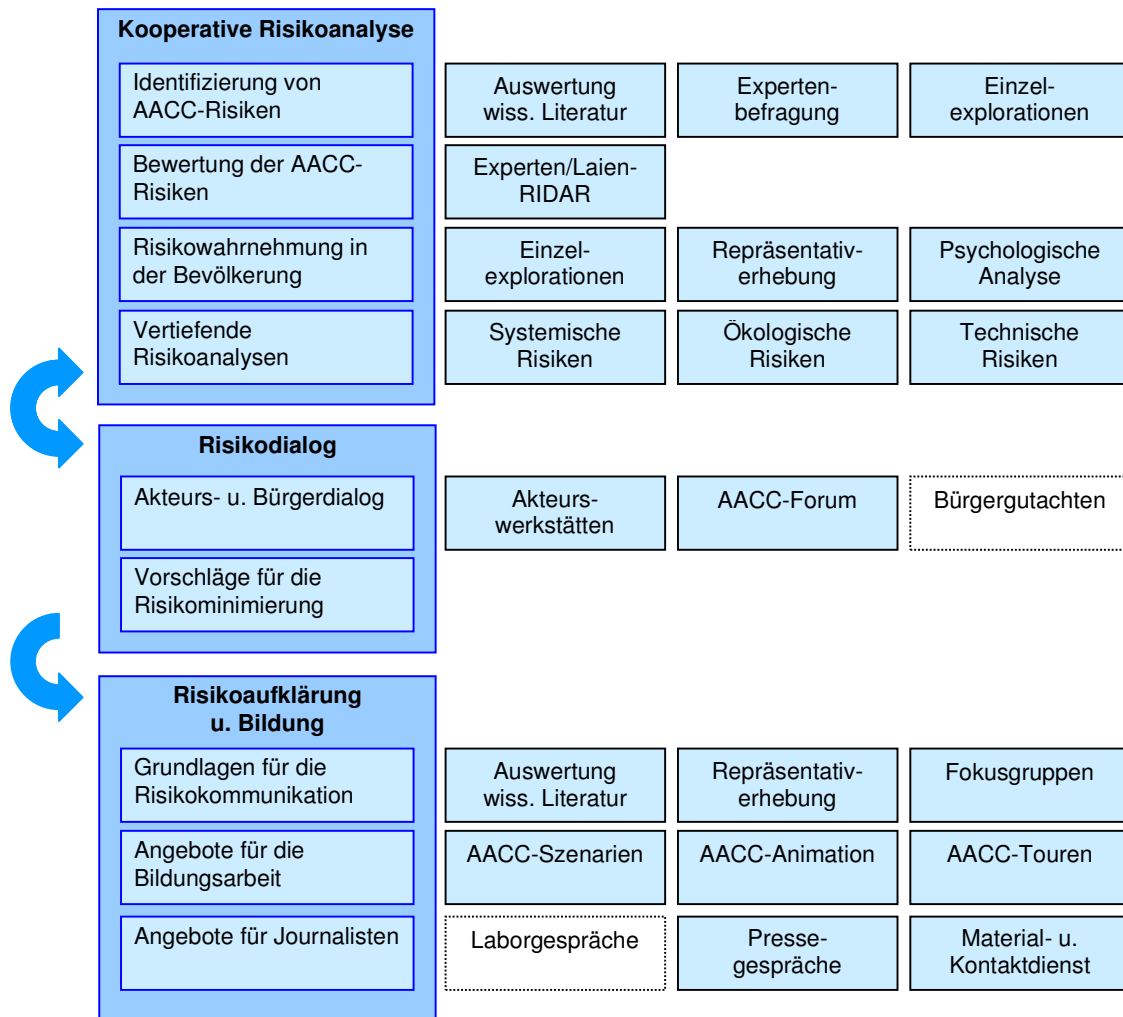 Kooperative Risikoanalyse
Identifizierung von
AACC-Risiken
Auswertung
wiss. Literatur
Experten-
befragung
Einzel-
explorationen
Bewertung der AACC-
Risiken
Experten/Laien-
RIDAR
Risikowahrnehmung in
der Bevölkerung
Einzel-
explorationen
Repräsentativ-
erhebung
Psychologische
Analyse
Vertiefende
Risikoanalysen
Systemische
Risiken
Ökologische
Risiken
Technische
Risiken
Risikodialog
Akteurs- u. Bürgerdialog
Akteurs-
werkstätten
AACC-Forum
Bürgergutachten
Vorschläge für die
Risikominimierung
Risikoaufklärung
u. Bildung
Grundlagen für die
Risikokommunikation
Auswertung
wiss. Literatur
Repräsentativ-
erhebung
Fokusgruppen
Angebote für die
Bildungsarbeit
AACC-Szenarien
AACC-Animation
AACC-Touren
Angebote für Journalisten
Laborgespräche
Presse-
gespräche
Material- u.
Kontaktdienst